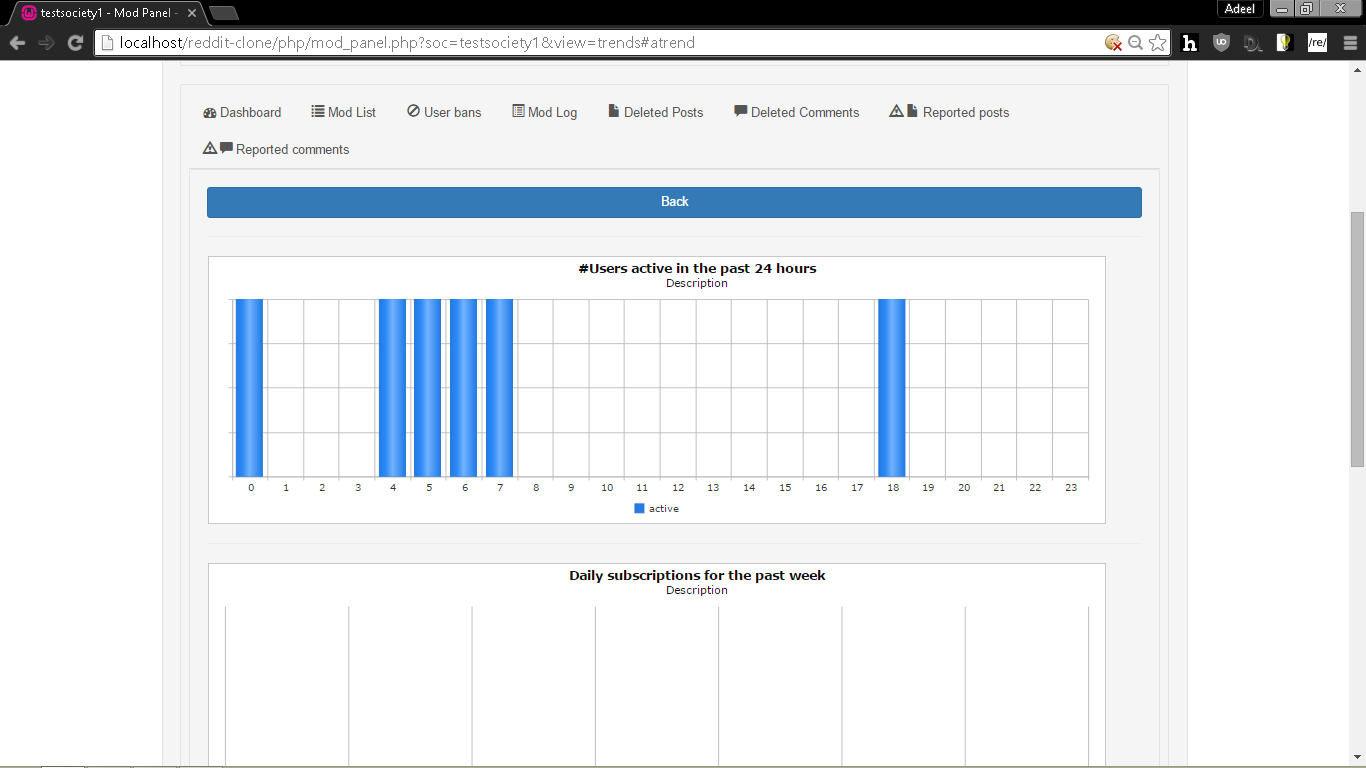 testsociety1 - Mod Panel -
Adeel
localhost/reddit-clone/php/mod_panel.php?soc=testsociety1&view=trends#atrend
h
UO
/re/
Dashboard
Mod List
User bans
Mod Log
Deleted Posts
Deleted Comments
Reported posts
Reported comments
Back
#Users active in the past 24 hours
Description
0 1 2 3 4 5 6 7 8 9 10 11 12 13 14 15 16 17 18 19 20 21 22 23
active
Daily subscriptions for the past week
Description